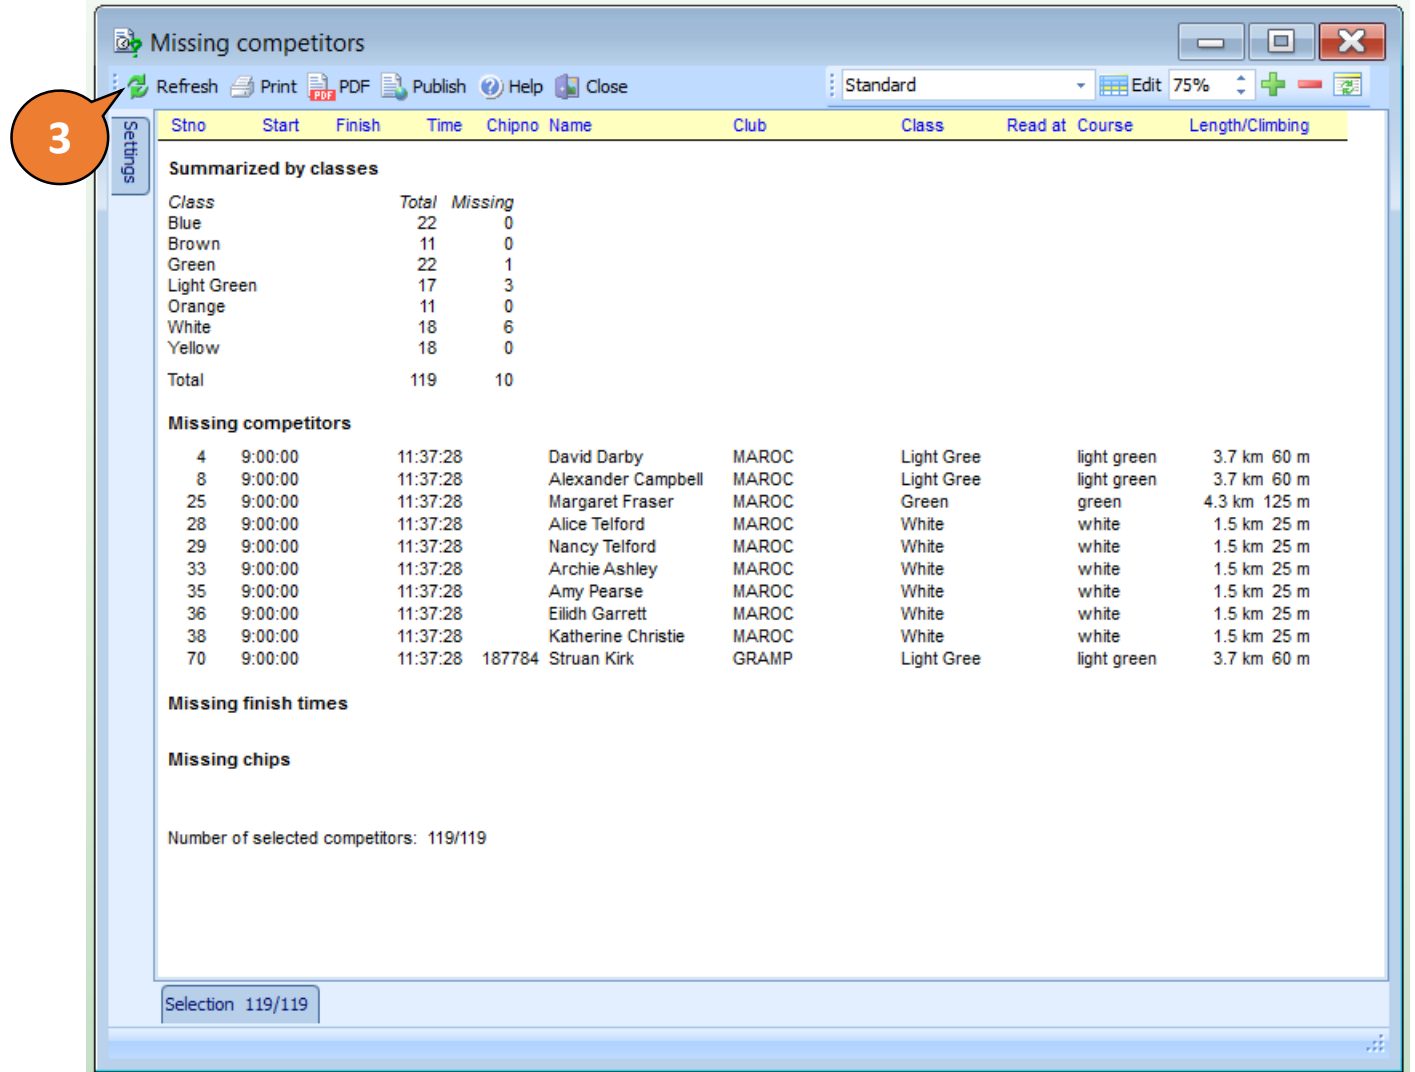 Missing competitors
Refresh Print PDF Publish Help Close Standard Edit 75%
3
Settings
Stno Start Finish Time Chipno Name Club Class Read at Course Length/Climbing
Summarized by classes
Class Total Missing
Blue 22 0
Brown 11 0
Green 22 1
Light Green 17 3
Orange 11 0
White 18 6
Yellow 18 0
Total 119 10
Missing competitors
4 9:00:00 11:37:28 David Darby MAROC Light Gree light green 3.7 km 60 m
8 9:00:00 11:37:28 Alexander Campbell MAROC Light Gree light green 3.7 km 60 m
25 9:00:00 11:37:28 Margaret Fraser MAROC Green green 4.3 km 125 m
28 9:00:00 11:37:28 Alice Telford MAROC White white 1.5 km 25 m
29 9:00:00 11:37:28 Nancy Telford MAROC White white 1.5 km 25 m
33 9:00:00 11:37:28 Archie Ashley MAROC White white 1.5 km 25 m
35 9:00:00 11:37:28 Amy Pearse MAROC White white 1.5 km 25 m
36 9:00:00 11:37:28 Eilidh Garrett MAROC White white 1.5 km 25 m
38 9:00:00 11:37:28 Katherine Christie MAROC White white 1.5 km 25 m
70 9:00:00 11:37:28 187784 Struan Kirk GRAMP Light Gree light green 3.7 km 60 m
Missing finish times
Missing chips
Number of selected competitors: 119/119
Selection 119/119